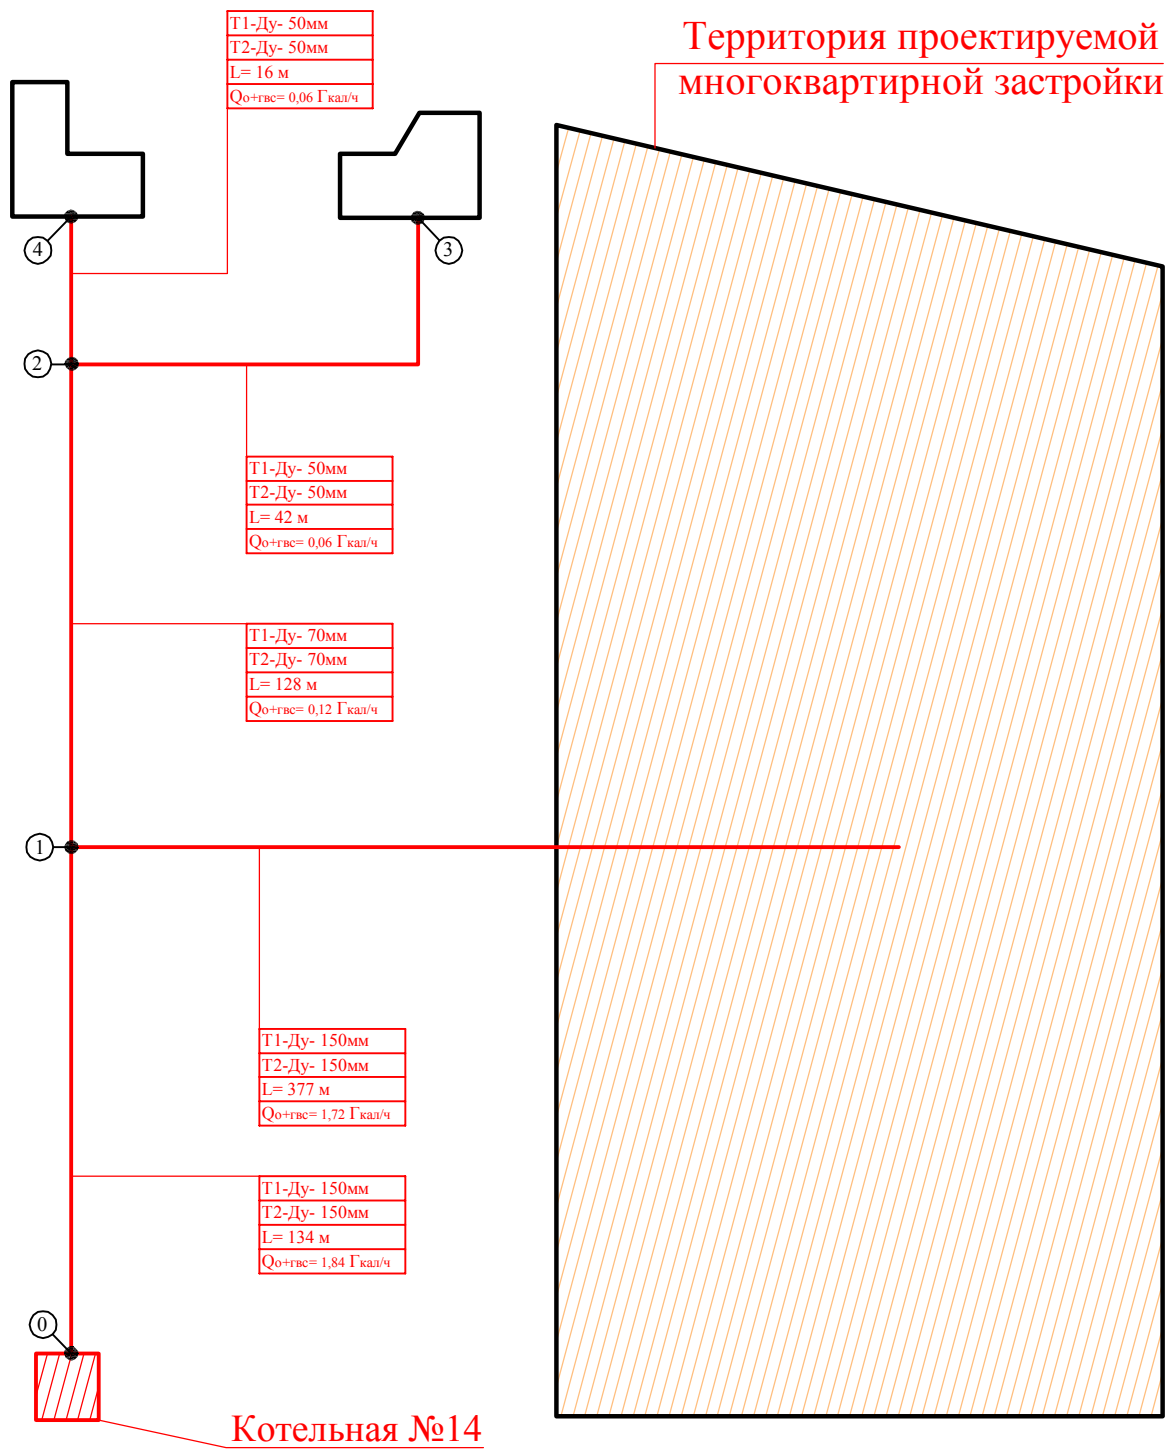 Т1-Ду- 50мм
Т2-Ду- 50мм
L= 16 м
Qо+гвс= 0,06 Гкал/ч
Территория проектируемой
многоквартирной застройки
4
3
2
Т1-Ду- 50мм
Т2-Ду- 50мм
L= 42 м
Qо+гвс= 0,06 Гкал/ч
Т1-Ду- 70мм
Т2-Ду- 70мм
L= 128 м
Qо+гвс= 0,12 Гкал/ч
1
Т1-Ду- 150мм
Т2-Ду- 150мм
L= 377 м
Qо+гвс= 1,72 Гкал/ч
Т1-Ду- 150мм
Т2-Ду- 150мм
L= 134 м
Qо+гвс= 1,84 Гкал/ч
0
Котельная №14